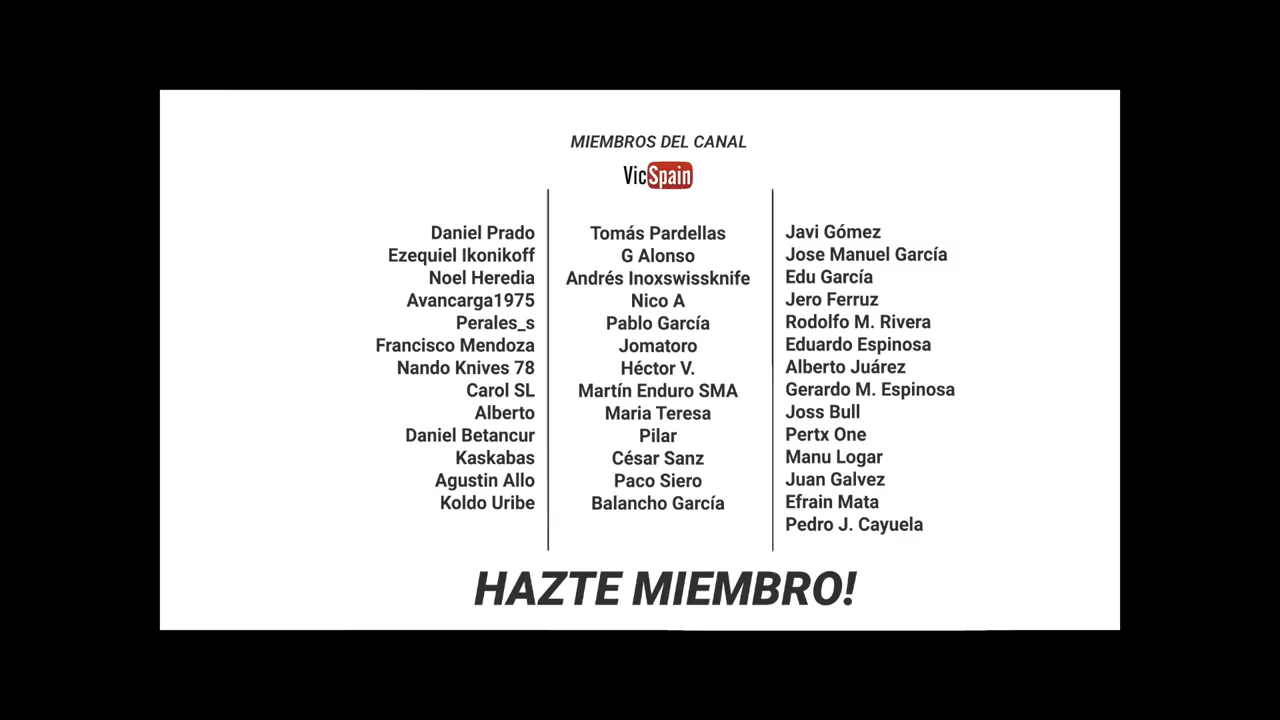 MIEMBROS DEL CANAL
VicSpain
Daniel Prado
Ezequiel Ikonikoff
Noel Heredia
Avancarga1975
Perales_s
Francisco Mendoza
Nando Knives 78
Carol SL
Alberto
Daniel Betancur
Kaskabas
Agustin Allo
Koldo Uribe
Tomás Pardellas
G Alonso
Andrés Inoxswissknife
Nico A
Pablo García
Jomatoro
Héctor V.
Martín Enduro SMA
Maria Teresa
Pilar
César Sanz
Paco Siero
Balancho García
Javi Gómez
Jose Manuel García
Edu García
Jero Ferruz
Rodolfo M. Rivera
Eduardo Espinosa
Alberto Juárez
Gerardo M. Espinosa
Joss Bull
Pertx One
Manu Logar
Juan Galvez
Efrain Mata
Pedro J. Cayuela
HAZTE MIEMBRO!